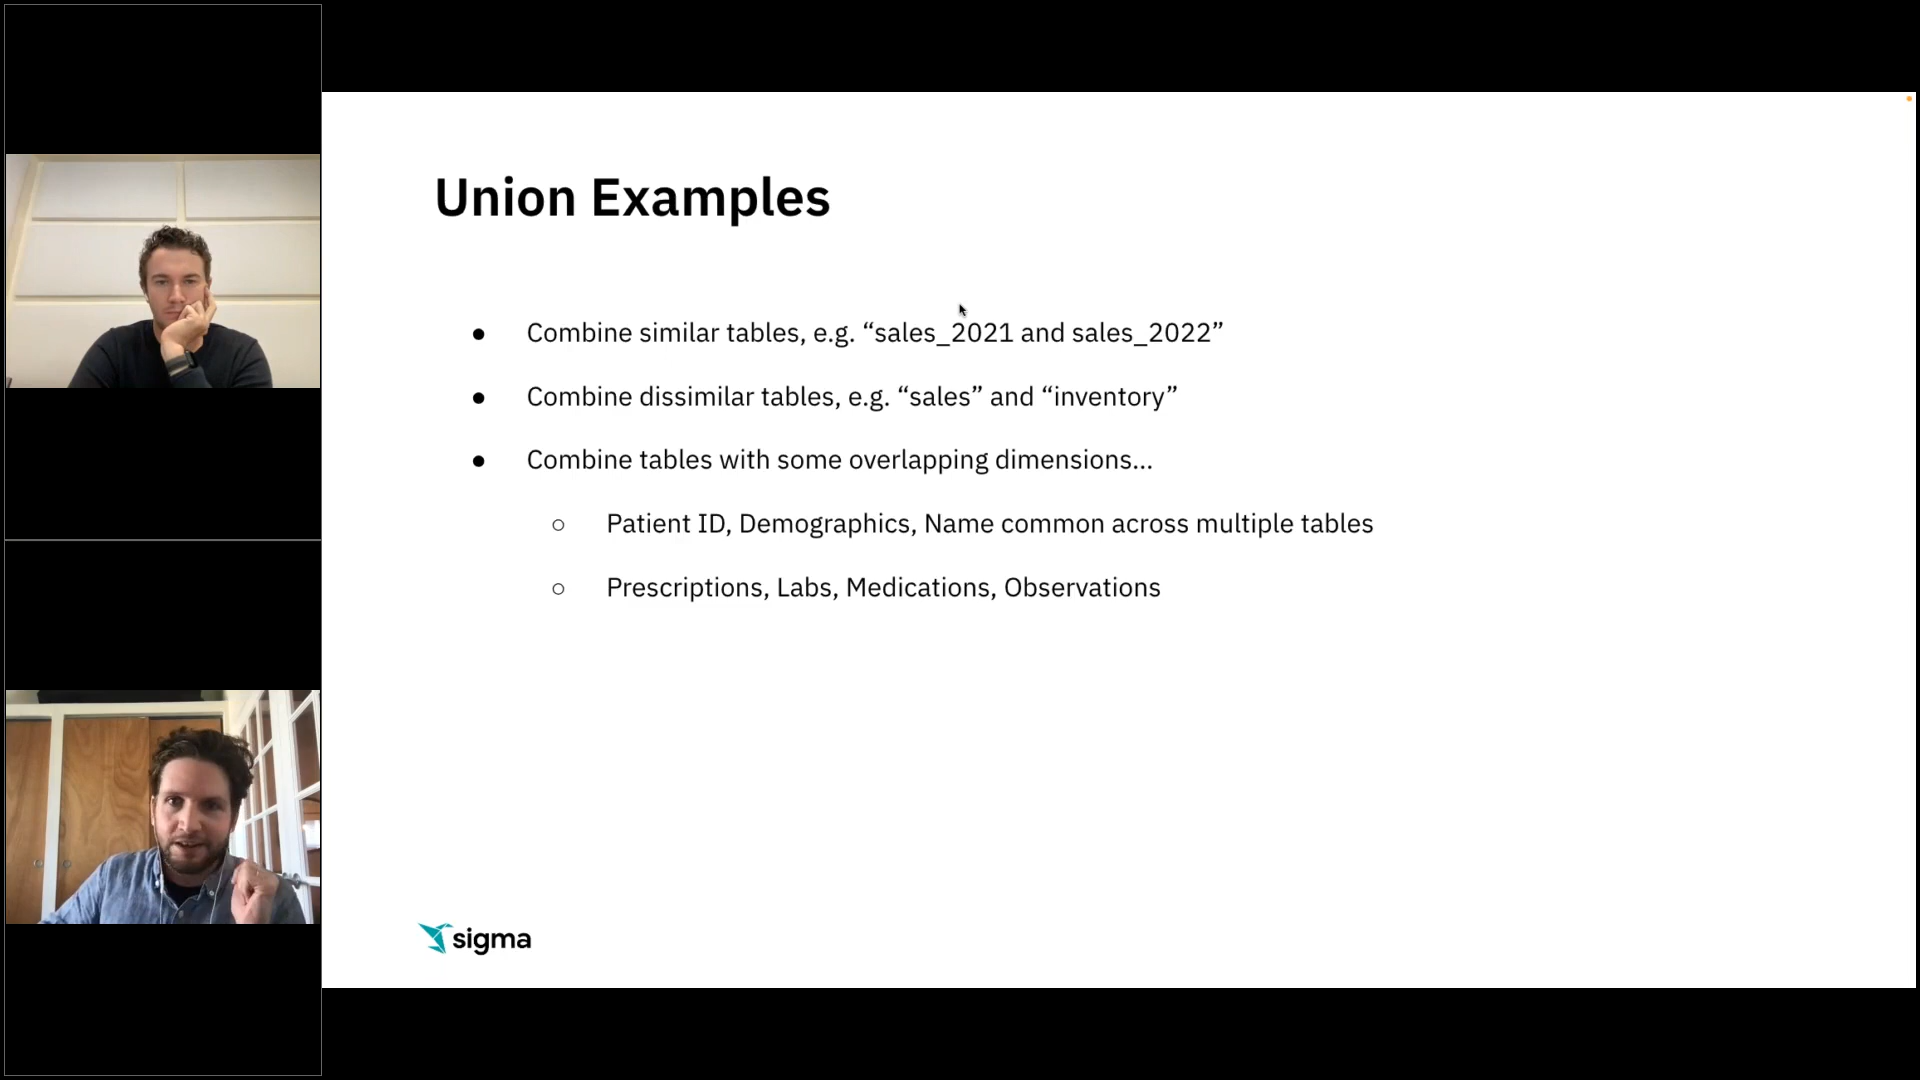 Union Examples
● Combine similar tables, e.g. “sales_2021 and sales_2022”
● Combine dissimilar tables, e.g. “sales” and “inventory”
● Combine tables with some overlapping dimensions...
○ Patient ID, Demographics, Name common across multiple tables
○ Prescriptions, Labs, Medications, Observations
sigma